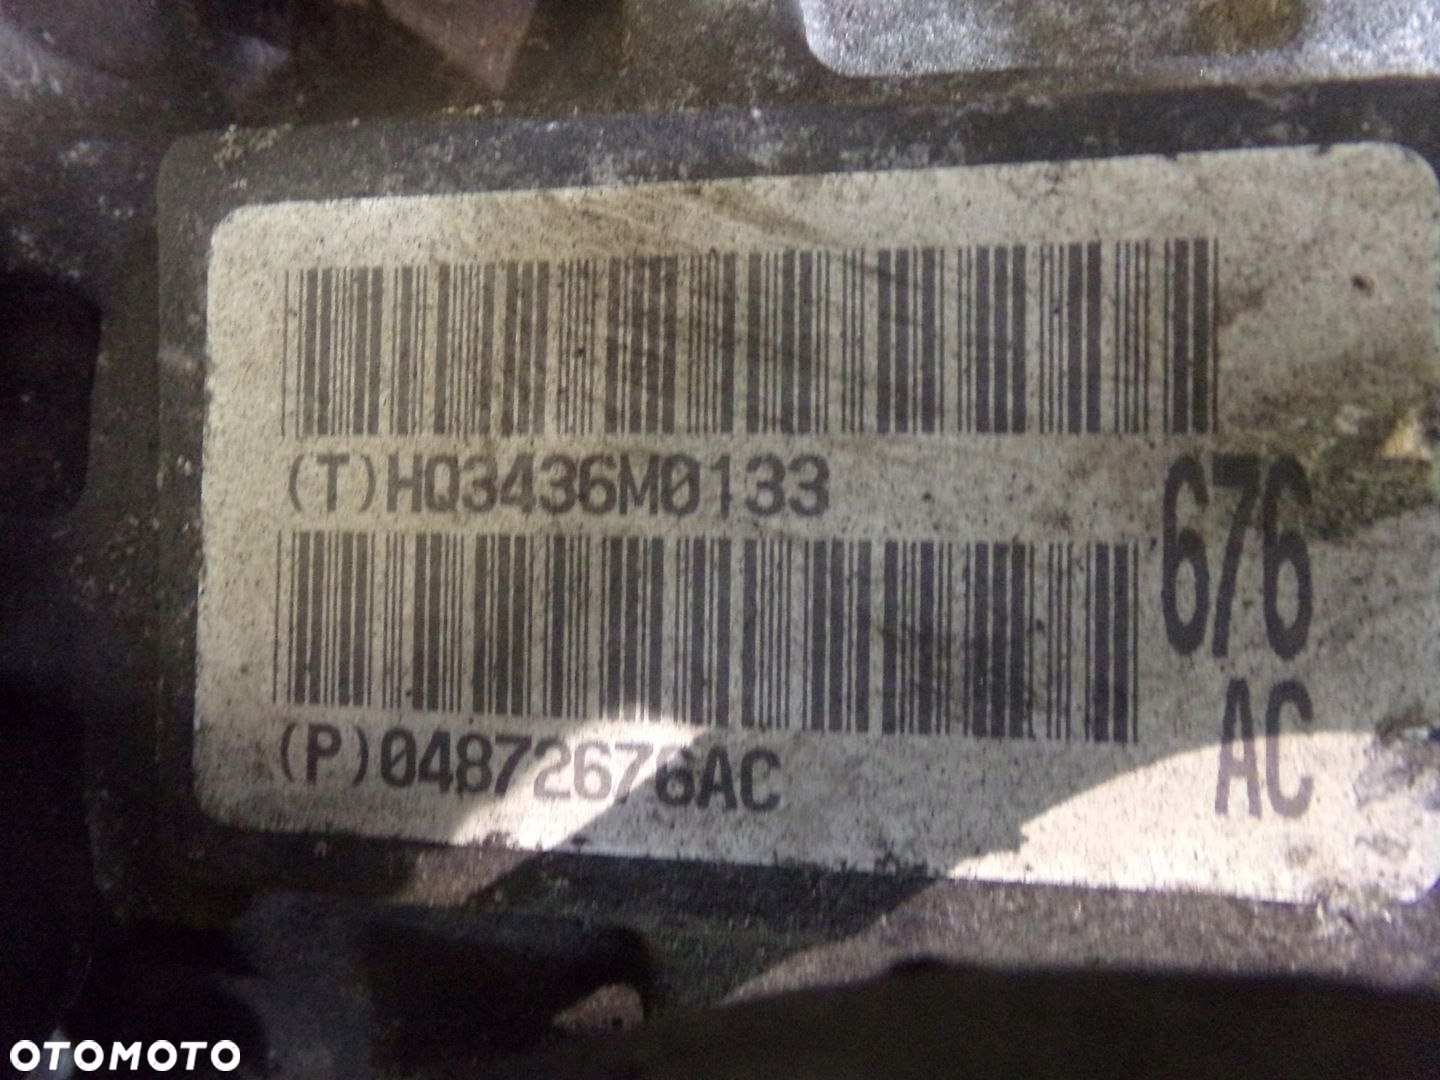 (T)HQ3436M0133
676
AC
(P)04872676AC
OTOMOTO